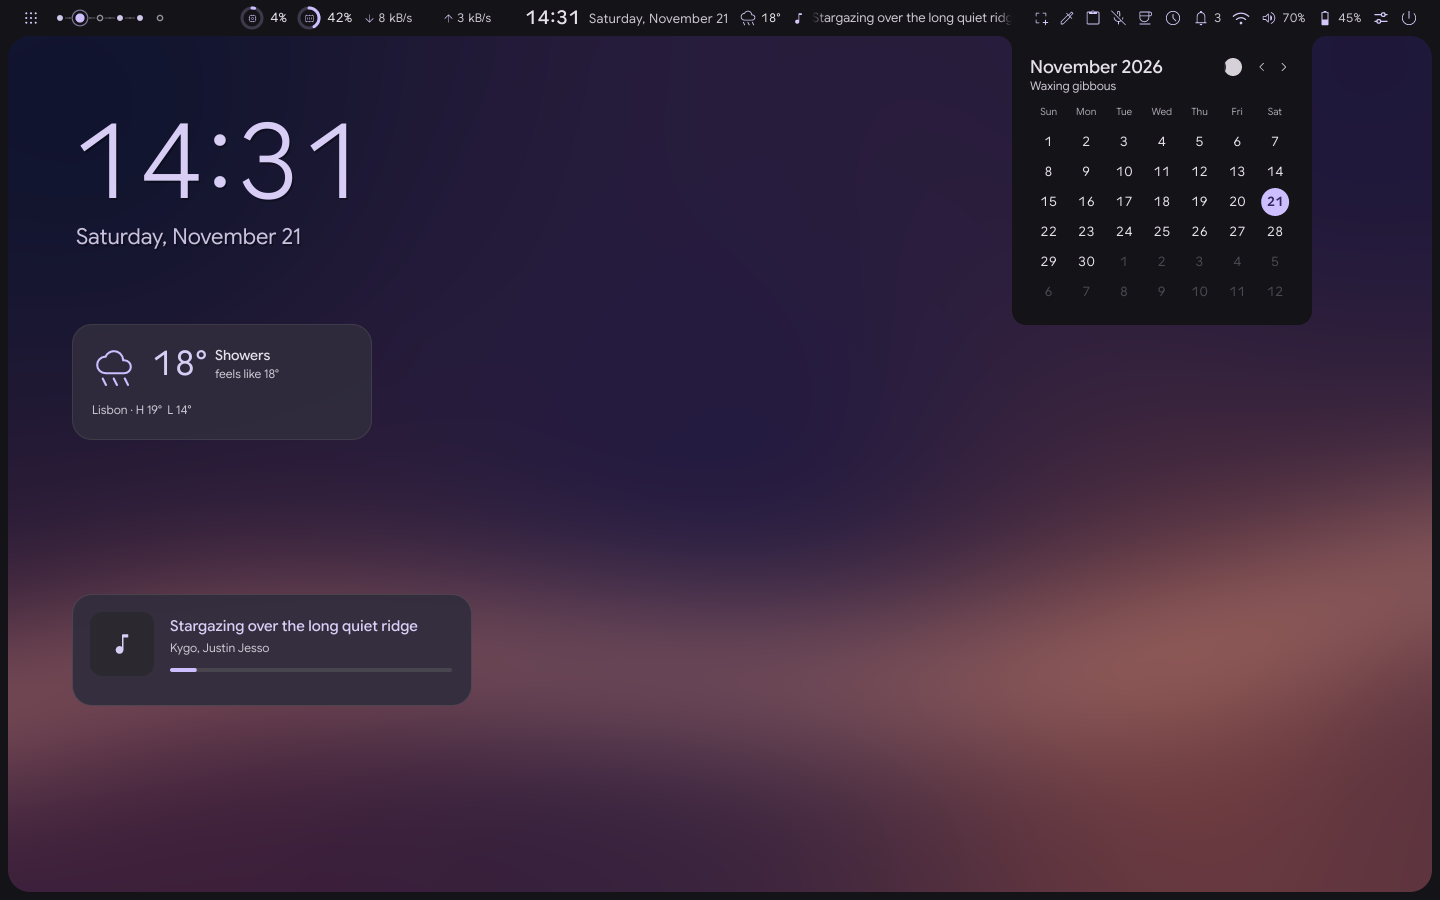 4% 42% 8 kB/s 3 kB/s 14:31 Saturday, November 21 18° Stargazing over the long quiet ridg 3 70% 45%
14:31
Saturday, November 21
18° Showers
feels like 18°
Lisbon · H 19° L 14°
Stargazing over the long quiet ridge
Kygo, Justin Jesso
November 2026
Waxing gibbous
Sun Mon Tue Wed Thu Fri Sat
1 2 3 4 5 6 7
8 9 10 11 12 13 14
15 16 17 18 19 20 21
22 23 24 25 26 27 28
29 30 1 2 3 4 5
6 7 8 9 10 11 12